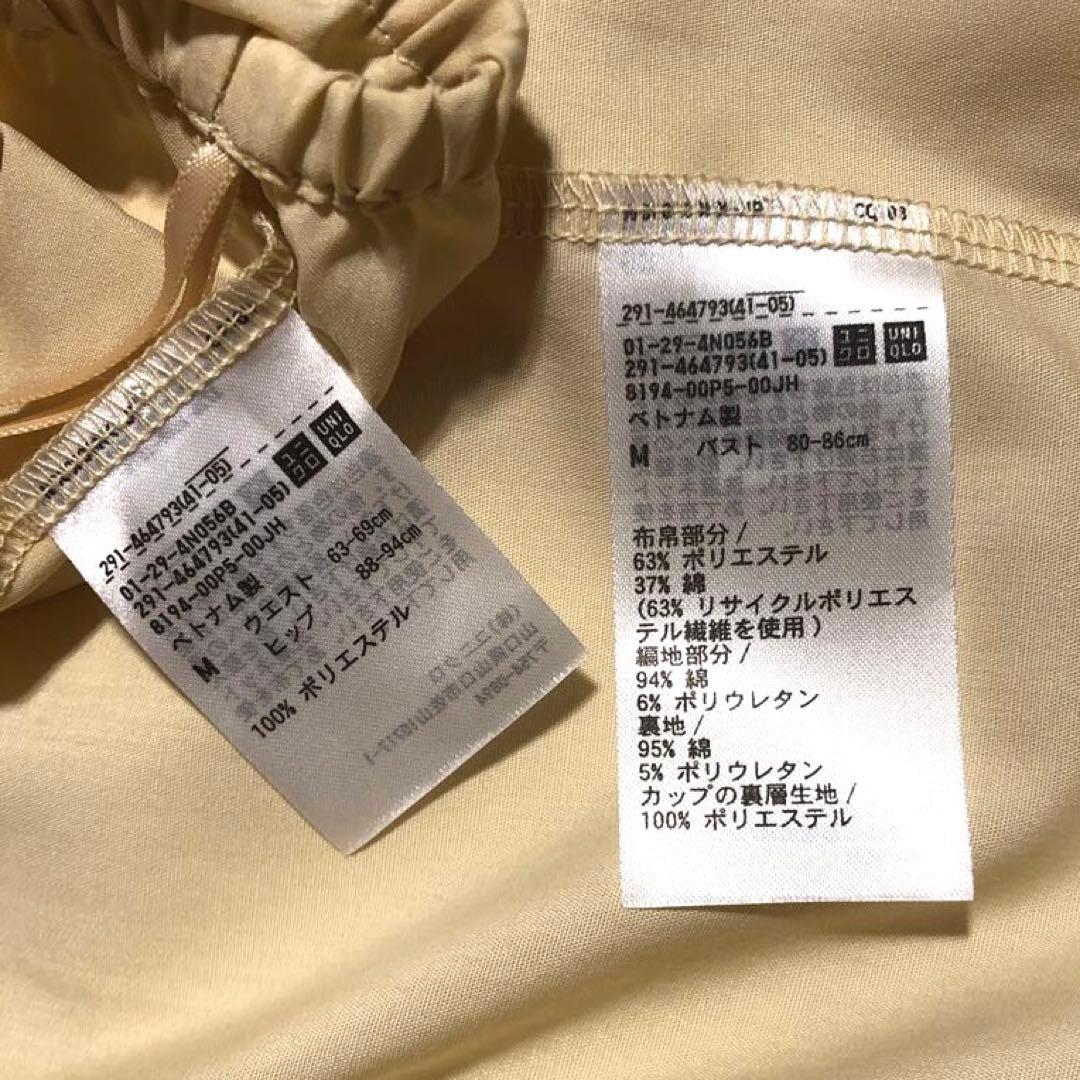 291-464793(41-05)
01-29-4N056B
291-464793(41-05)
8194-00P5-00JH
ユニクロ
UNIQLO
ベトナム製
M ウエスト 63-69cm
ヒップ 88-94cm
100% ポリエステル
291-464793(41-05)
01-29-4N056B
291-464793(41-05)
8194-00P5-00JH
ユニクロ
UNIQLO
ベトナム製
M バスト 80-86cm
布帛部分/
63% ポリエステル
37% 綿
(63% リサイクルポリエス
テル繊維を使用)
編地部分/
94% 綿
6% ポリウレタン
裏地/
95% 綿
5% ポリウレタン
カップの裏層生地/
100% ポリエステル